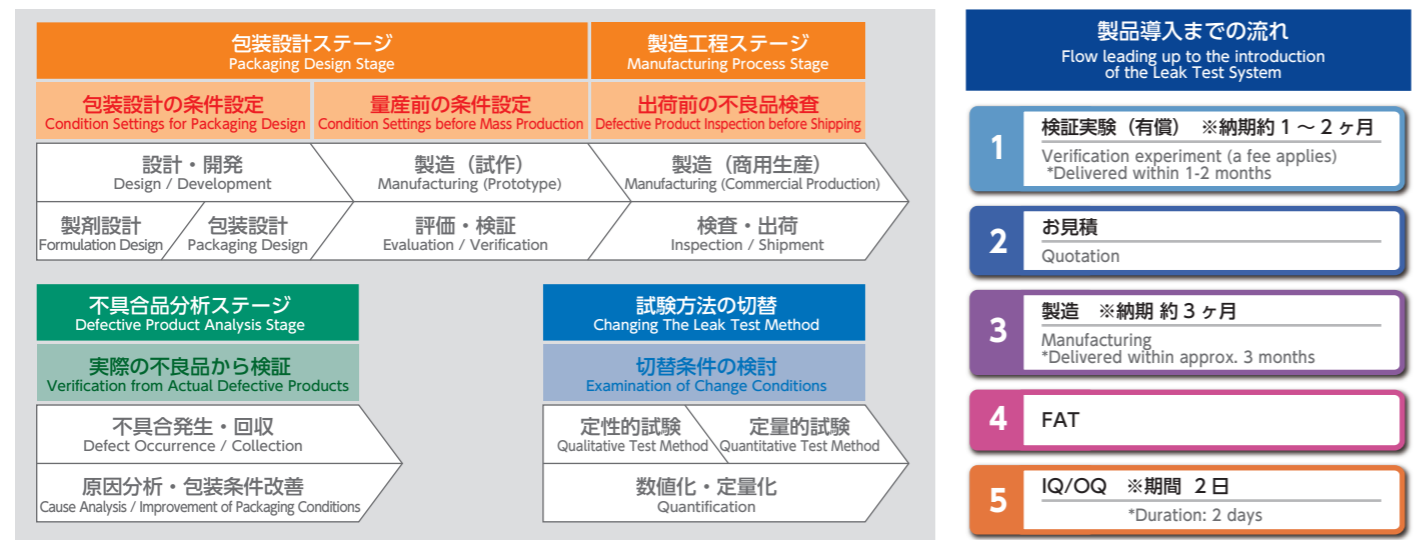 包装設計ステージ
Packaging Design Stage
製造工程ステージ
Manufacturing Process Stage
包装設計の条件設定
Condition Settings for Packaging Design
量産前の条件設定
Condition Settings before Mass Production
出荷前の不良品検査
Defective Product Inspection before Shipping
設計・開発
Design / Development
製造（試作）
Manufacturing (Prototype)
製造（商用生産）
Manufacturing (Commercial Production)
製剤設計
Formulation Design
包装設計
Packaging Design
評価・検証
Evaluation / Verification
検査・出荷
Inspection / Shipment
不具合品分析ステージ
Defective Product Analysis Stage
実際の不良品から検証
Verification from Actual Defective Products
不具合発生・回収
Defect Occurrence / Collection
原因分析・包装条件改善
Cause Analysis / Improvement of Packaging Conditions
試験方法の切替
Changing The Leak Test Method
切替条件の検討
Examination of Change Conditions
定性的試験
Qualitative Test Method
定量的試験
Quantitative Test Method
数値化・定量化
Quantification
製品導入までの流れ
Flow leading up to the introduction
of the Leak Test System
1
検証実験（有償）　※納期約 1 ～ 2 ヶ月
Verification experiment (a fee applies)
*Delivered within 1-2 months
2
お見積
Quotation
3
製造　※納期 約 3 ヶ月
Manufacturing
*Delivered within approx. 3 months
4
FAT
5
IQ/OQ　※期間 2 日
*Duration: 2 days